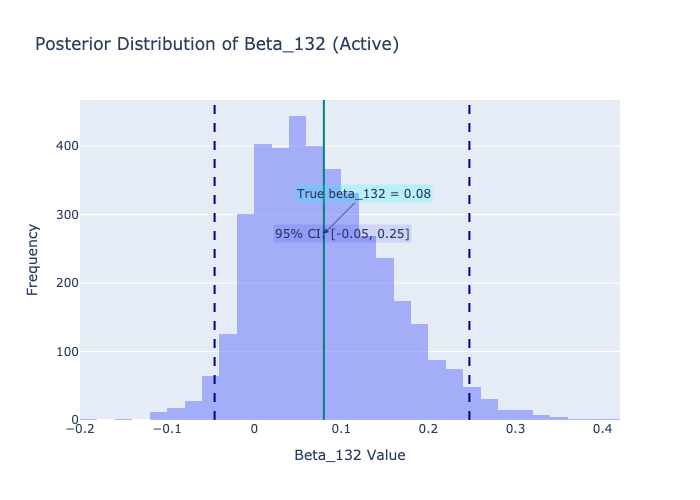 Posterior Distribution of Beta_132 (Active)
400
300
200
100
0
Frequency
True beta_132 = 0.08
95% CI: [-0.05, 0.25]
−0.2
−0.1
0
0.1
0.2
0.3
0.4
Beta_132 Value